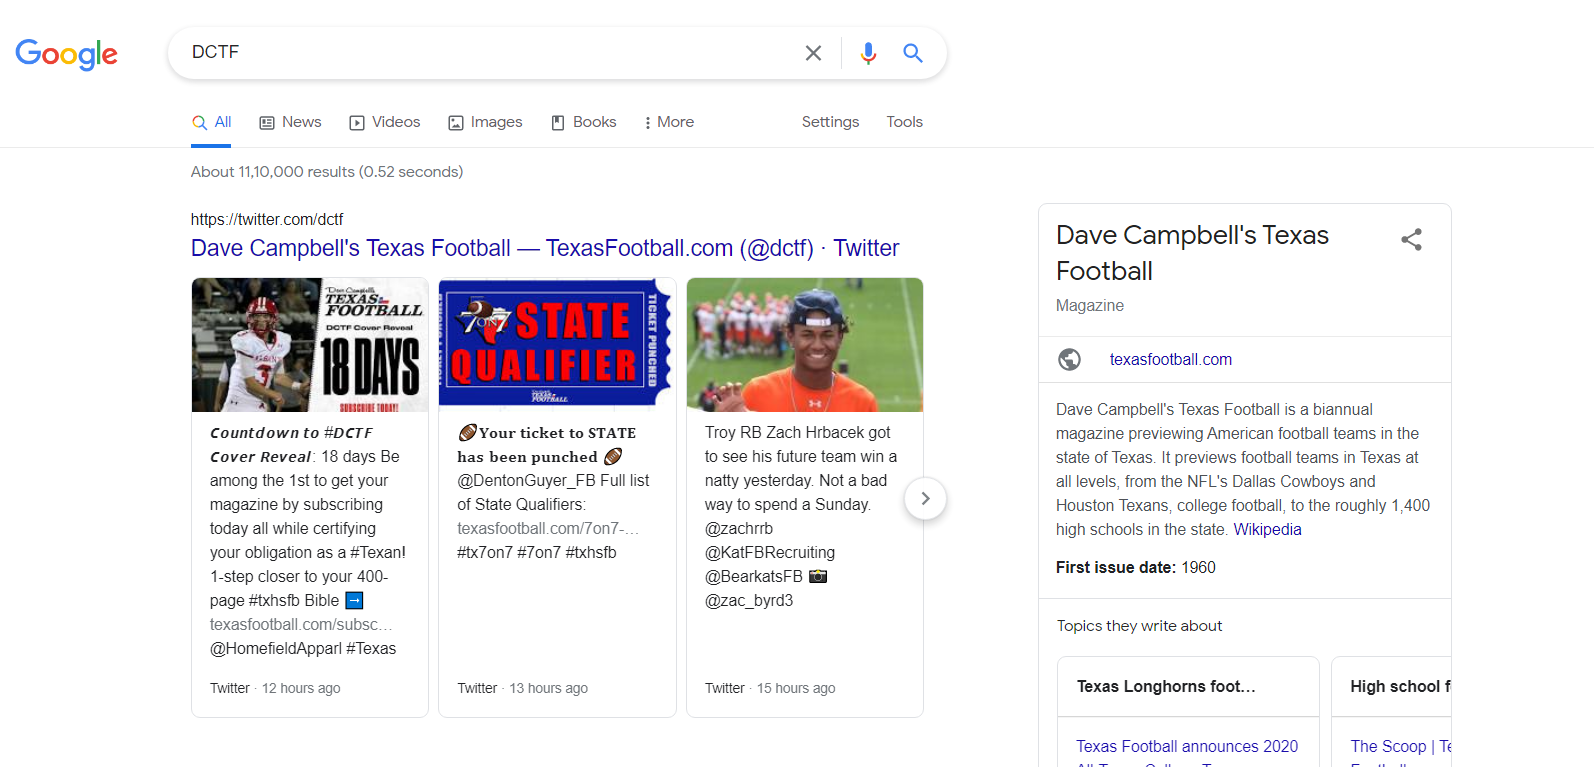 Google
DCTF
All
News
Videos
Images
Books
More
Settings
Tools
About 11,10,000 results (0.52 seconds)
https://twitter.com/dctf
Dave Campbell's Texas Football — TexasFootball.com (@dctf) · Twitter
Dave Campbell's
TEXAS
FOOTBALL
DCTF Cover Reveal
18 DAYS
SUBSCRIBE TODAY!
Countdown to #DCTF
Cover Reveal: 18 days Be
among the 1st to get your
magazine by subscribing
today all while certifying
your obligation as a #Texan!
1-step closer to your 400-
page #txhsfb Bible ➡
texasfootball.com/subsc...
@HomefieldApparl #Texas
Twitter · 12 hours ago
7ON7 STATE
QUALIFIER
TICKET PUNCHED
🏈Your ticket to STATE
has been punched 🏈
@DentonGuyer_FB Full list
of State Qualifiers:
texasfootball.com/7on7-...
#tx7on7 #7on7 #txhsfb
Twitter · 13 hours ago
Troy RB Zach Hrbacek got
to see his future team win a
natty yesterday. Not a bad
way to spend a Sunday.
@zachrrb
@KatFBRecruiting
@BearkatsFB 📸
@zac_byrd3
Twitter · 15 hours ago
Dave Campbell's Texas
Football
Magazine
texasfootball.com
Dave Campbell's Texas Football is a biannual
magazine previewing American football teams in the
state of Texas. It previews football teams in Texas at
all levels, from the NFL's Dallas Cowboys and
Houston Texans, college football, to the roughly 1,400
high schools in the state. Wikipedia
First issue date: 1960
Topics they write about
Texas Longhorns foot...
Texas Football announces 2020
High school f
The Scoop | Te